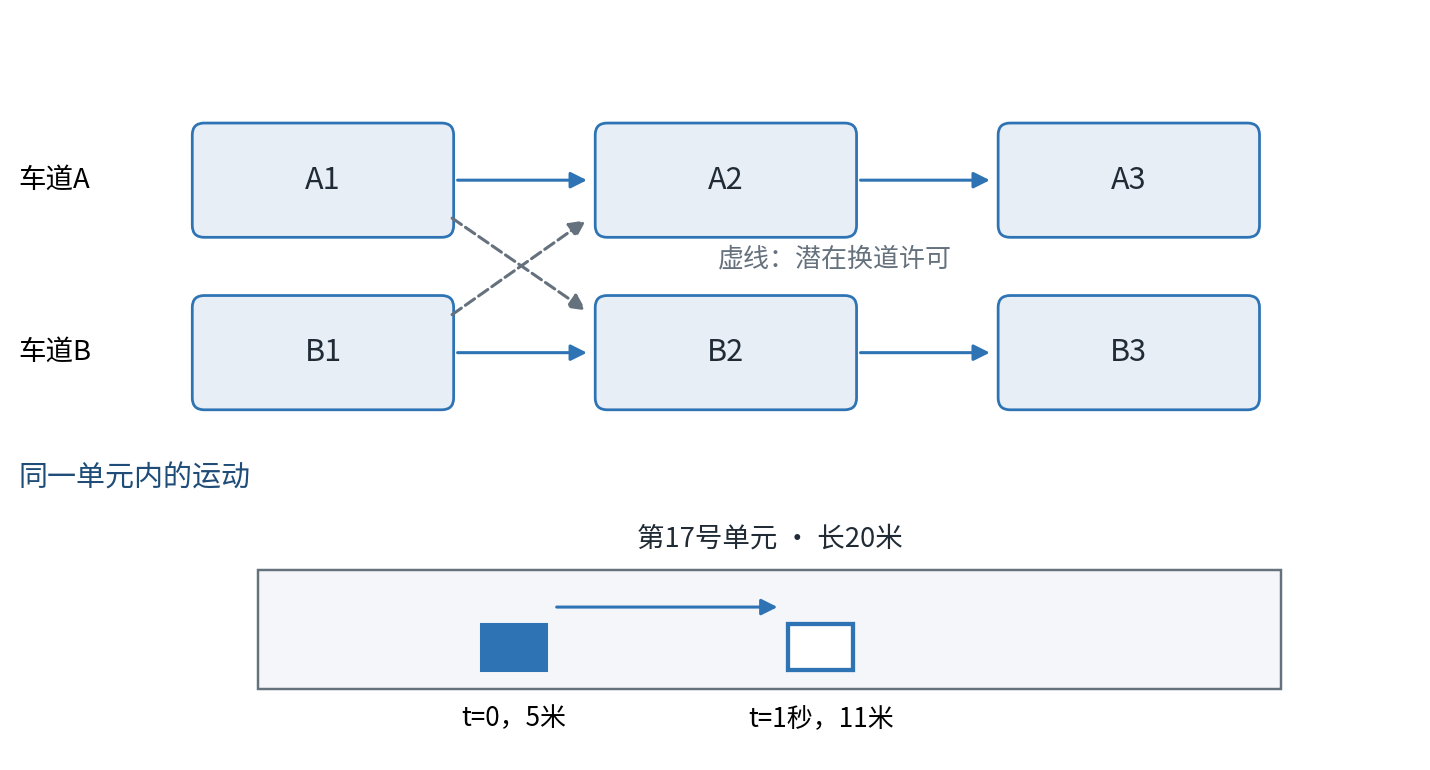 车道A
A1
A2
A3
虚线：潜在换道许可
车道B
B1
B2
B3
同一单元内的运动
第17号单元 · 长20米
t=0，5米
t=1秒，11米